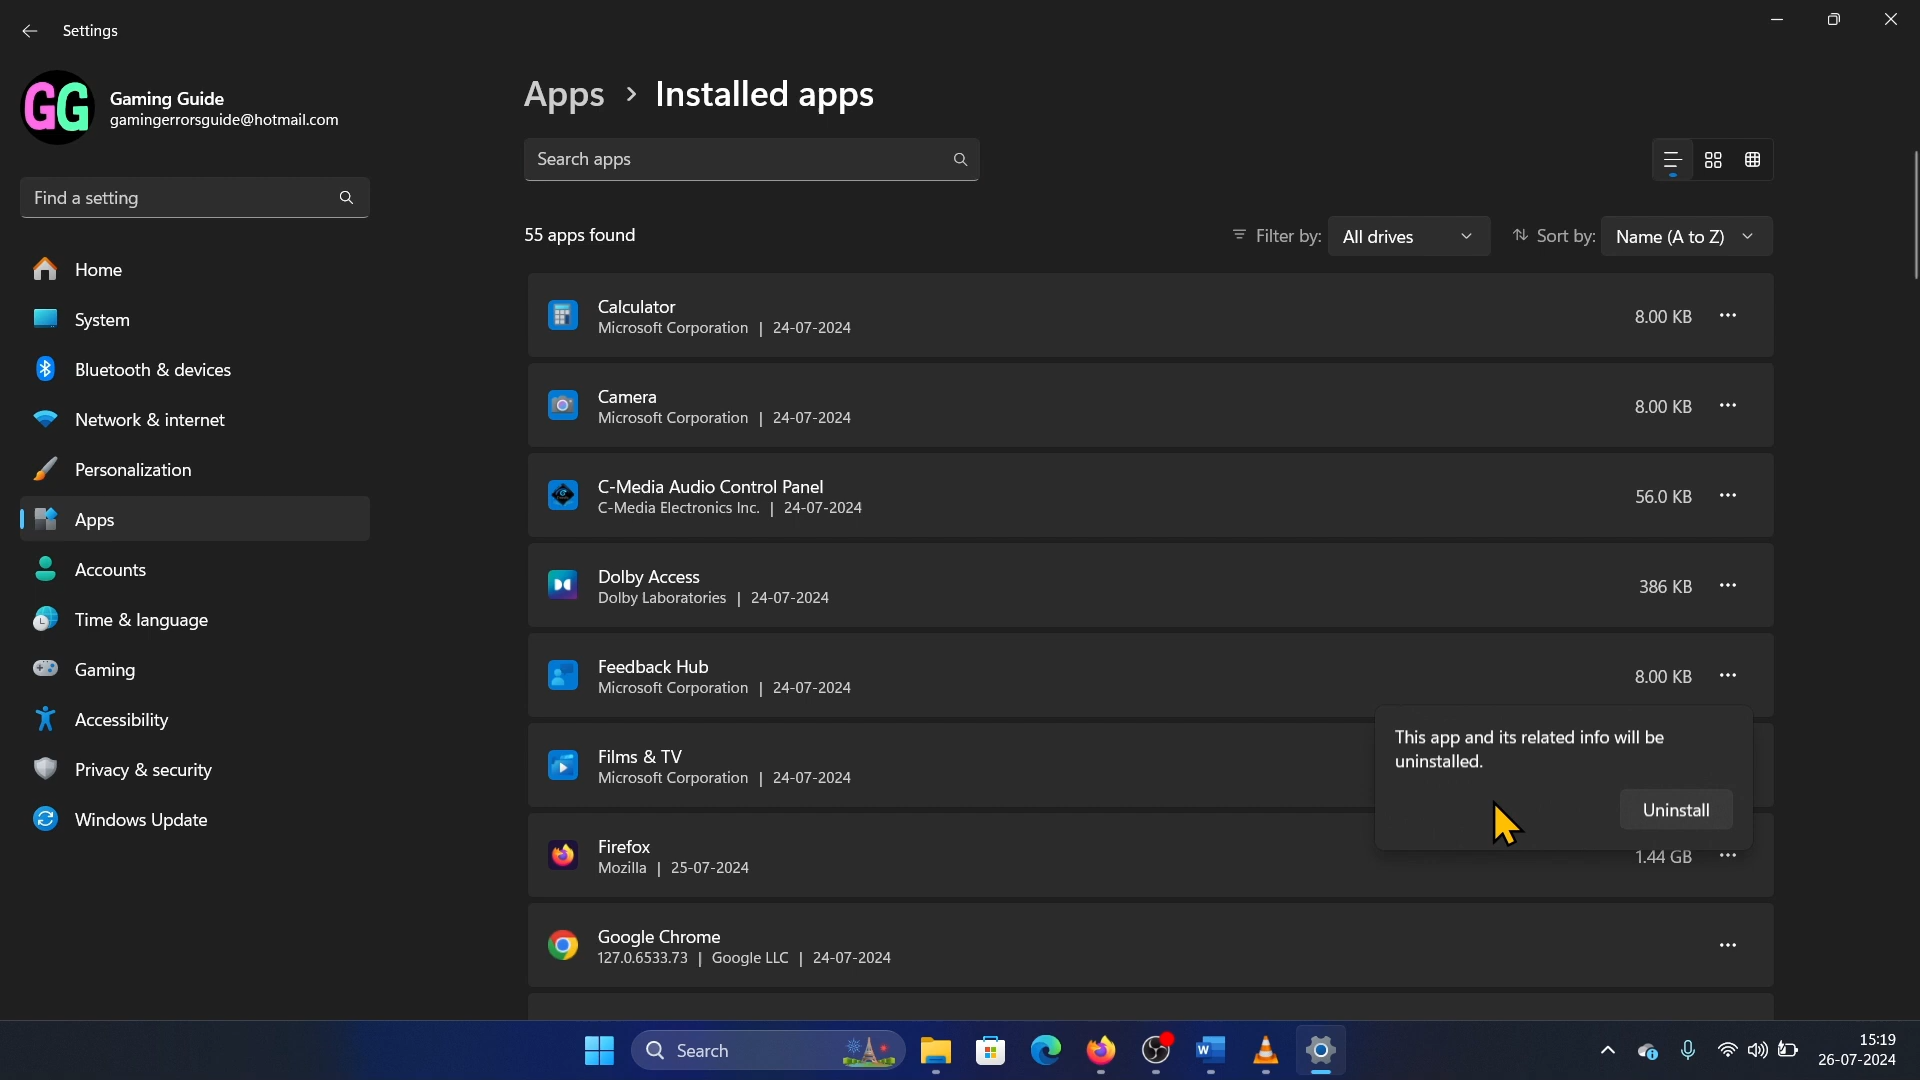 Settings
GG
Gaming Guide
gamingerrorsguide@hotmail.com
Find a setting
Home
System
Bluetooth & devices
Network & internet
Personalization
Apps
Accounts
Time & language
Gaming
Accessibility
Privacy & security
Windows Update
Apps > Installed apps
Search apps
55 apps found
Filter by: All drives
Sort by: Name (A to Z)
Calculator
Microsoft Corporation | 24-07-2024
8.00 KB
Camera
Microsoft Corporation | 24-07-2024
8.00 KB
C-Media Audio Control Panel
C-Media Electronics Inc. | 24-07-2024
56.0 KB
Dolby Access
Dolby Laboratories | 24-07-2024
386 KB
Feedback Hub
Microsoft Corporation | 24-07-2024
8.00 KB
Films & TV
Microsoft Corporation | 24-07-2024
This app and its related info will be
uninstalled.
Uninstall
Firefox
Mozilla | 25-07-2024
1.44 GB
Google Chrome
127.0.6533.73 | Google LLC | 24-07-2024
Search
15:19
26-07-2024